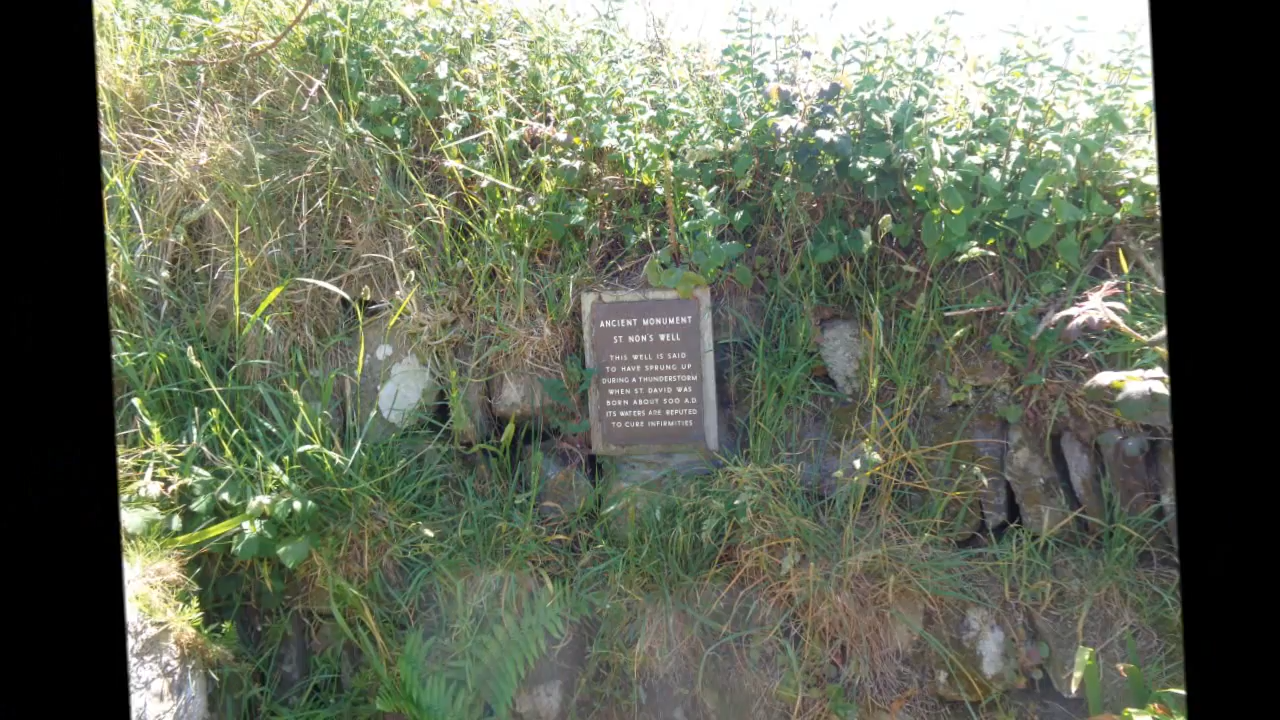 ANCIENT MONUMENT
ST NON'S WELL
THIS WELL IS SAID
TO HAVE SPRUNG UP
DURING A THUNDERSTORM
WHEN ST. DAVID WAS
BORN ABOUT 500 A.D.
ITS WATERS ARE REPUTED
TO CURE INFIRMITIES